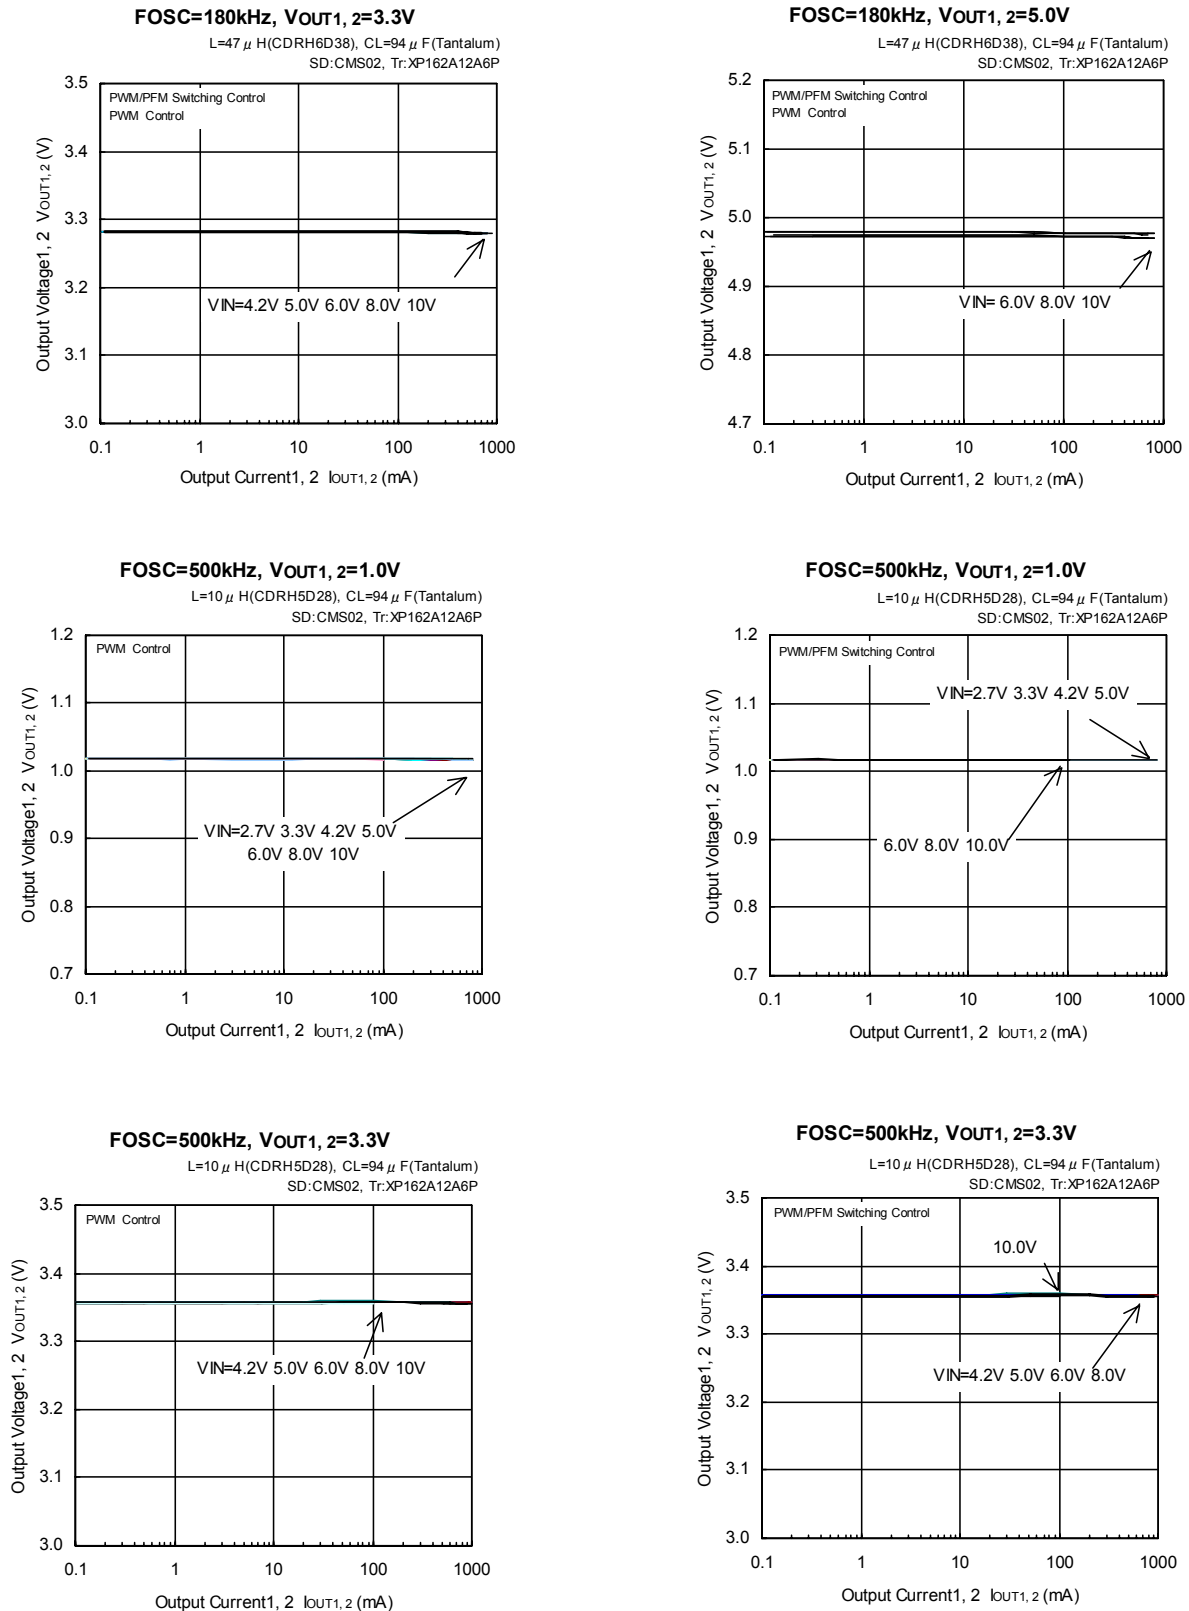 FOSC=180kHz, VOUT1, 2=3.3V
L=47 μ H(CDRH6D38), CL=94 μ F(Tantalum)
SD:CMS02, Tr:XP162A12A6P
PWM/PFM Switching Control
PWM Control
3.5
3.4
3.3
3.2
3.1
3.0
Output Voltage1, 2 VOUT1, 2 (V)
VIN=4.2V 5.0V 6.0V 8.0V 10V
0.1 1 10 100 1000
Output Current1, 2 IOUT1, 2 (mA)
FOSC=180kHz, VOUT1, 2=5.0V
L=47 μ H(CDRH6D38), CL=94 μ F(Tantalum)
SD:CMS02, Tr:XP162A12A6P
PWM/PFM Switching Control
PWM Control
5.2
5.1
5.0
4.9
4.8
4.7
Output Voltage1, 2 VOUT1, 2 (V)
VIN= 6.0V 8.0V 10V
0.1 1 10 100 1000
Output Current1, 2 IOUT1, 2 (mA)
FOSC=500kHz, VOUT1, 2=1.0V
L=10 μ H(CDRH5D28), CL=94 μ F(Tantalum)
SD:CMS02, Tr:XP162A12A6P
PWM Control
1.2
1.1
1.0
0.9
0.8
0.7
Output Voltage1, 2 VOUT1, 2 (V)
VIN=2.7V 3.3V 4.2V 5.0V
6.0V 8.0V 10V
0.1 1 10 100 1000
Output Current1, 2 IOUT1, 2 (mA)
FOSC=500kHz, VOUT1, 2=1.0V
L=10 μ H(CDRH5D28), CL=94 μ F(Tantalum)
SD:CMS02, Tr:XP162A12A6P
PWM/PFM Switching Control
1.2
1.1
1.0
0.9
0.8
0.7
Output Voltage1, 2 VOUT1, 2 (V)
VIN=2.7V 3.3V 4.2V 5.0V
6.0V 8.0V 10.0V
0.1 1 10 100 1000
Output Current1, 2 IOUT1, 2 (mA)
FOSC=500kHz, VOUT1, 2=3.3V
L=10 μ H(CDRH5D28), CL=94 μ F(Tantalum)
SD:CMS02, Tr:XP162A12A6P
PWM Control
3.5
3.4
3.3
3.2
3.1
3.0
Output Voltage1, 2 VOUT1, 2 (V)
VIN=4.2V 5.0V 6.0V 8.0V 10V
0.1 1 10 100 1000
Output Current1, 2 IOUT1, 2 (mA)
FOSC=500kHz, VOUT1, 2=3.3V
L=10 μ H(CDRH5D28), CL=94 μ F(Tantalum)
SD:CMS02, Tr:XP162A12A6P
PWM/PFM Switching Control
3.5
3.4
3.3
3.2
3.1
3.0
Output Voltage1, 2 VOUT1, 2 (V)
10.0V
VIN=4.2V 5.0V 6.0V 8.0V
0.1 1 10 100 1000
Output Current1, 2 IOUT1, 2 (mA)